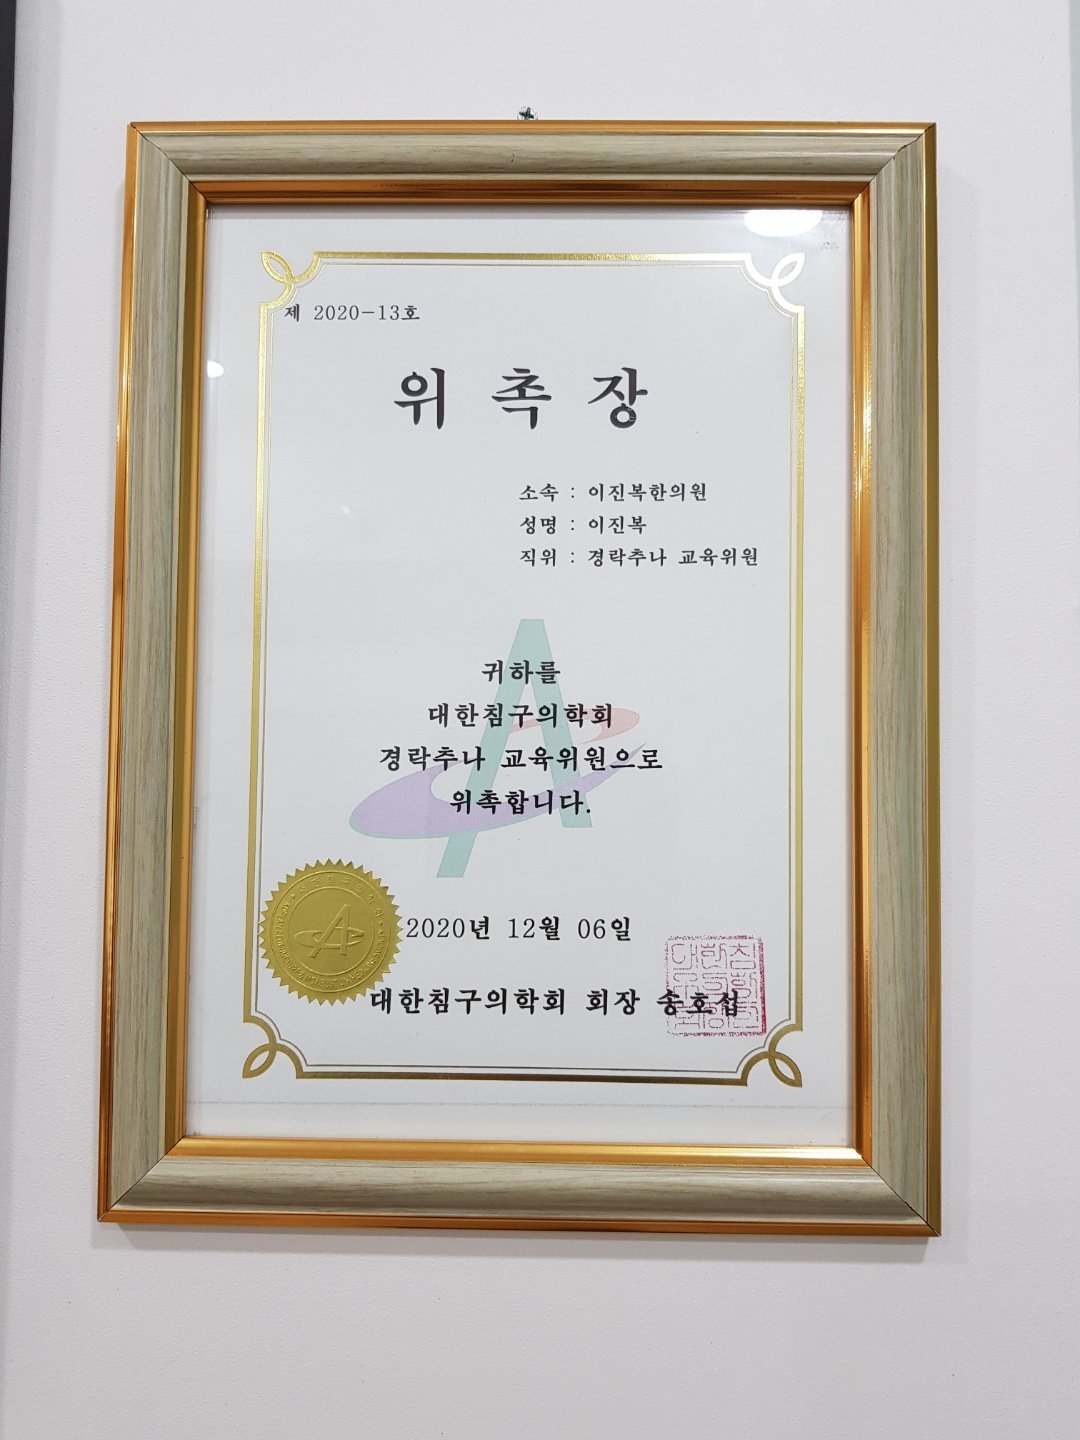 제 2020-13호
위 촉 장
소속 : 이진복한의원
성명 : 이진복
직위 : 경락추나 교육위원
귀하를
대한침구의학회
경락추나 교육위원으로
위촉합니다.
2020년 12월 06일
대한침구의학회 회장 송호섭